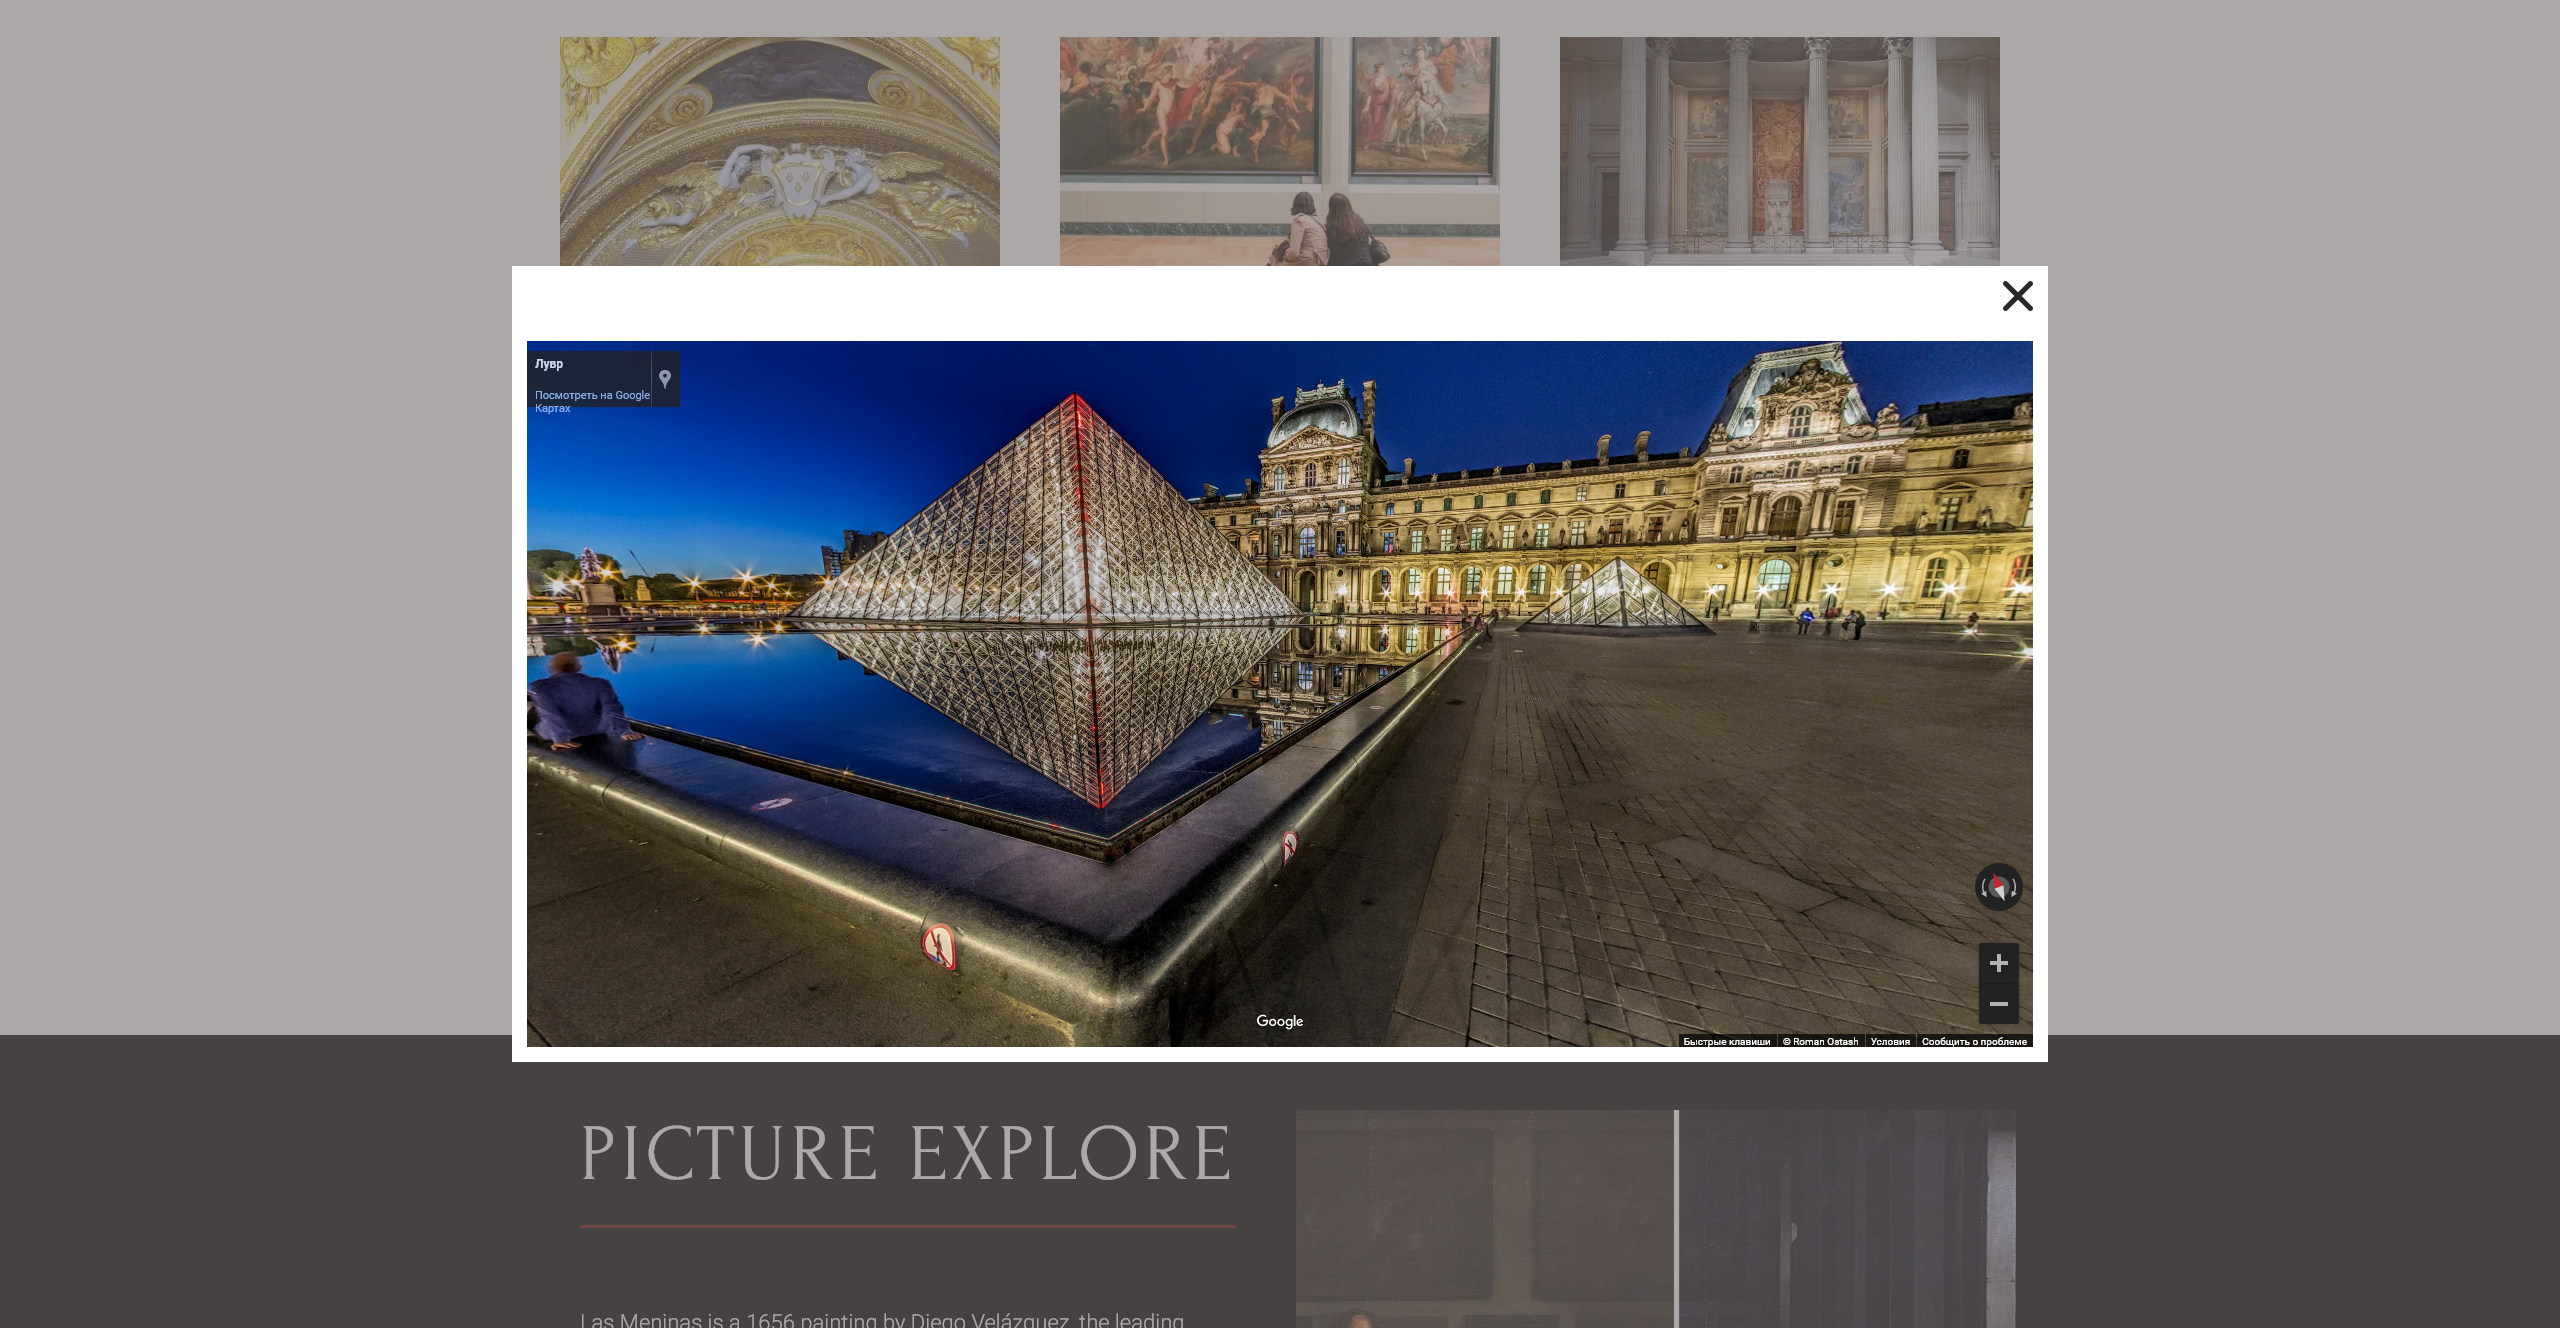 Лувр
Посмотреть на Google
Картах
Google
Быстрые клавиши
© Roman Ostash
Условия
Сообщить о проблеме
PICTURE EXPLORE
Las Meninas is a 1656 painting by Diego Velázquez, the leading